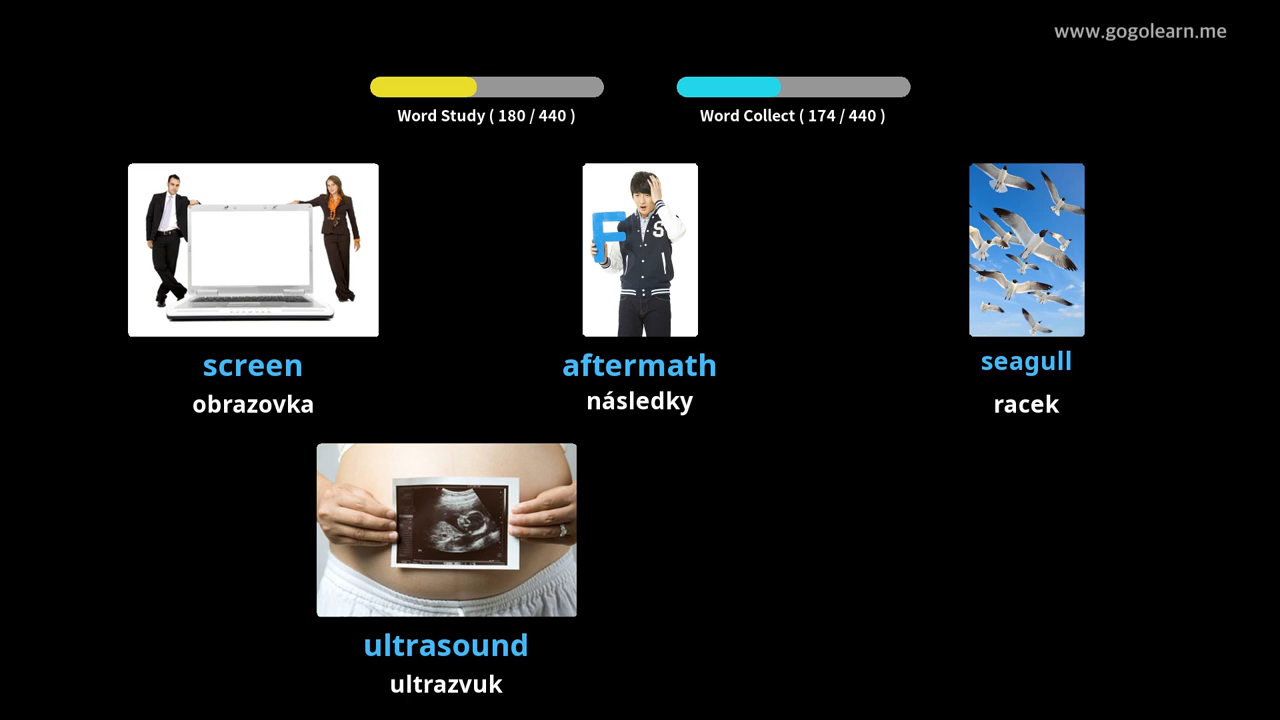 www.gogolearn.me
Word Study ( 180 / 440 )
Word Collect ( 174 / 440 )
F
S
screen
obrazovka
aftermath
následky
seagull
racek
ultrasound
ultrazvuk